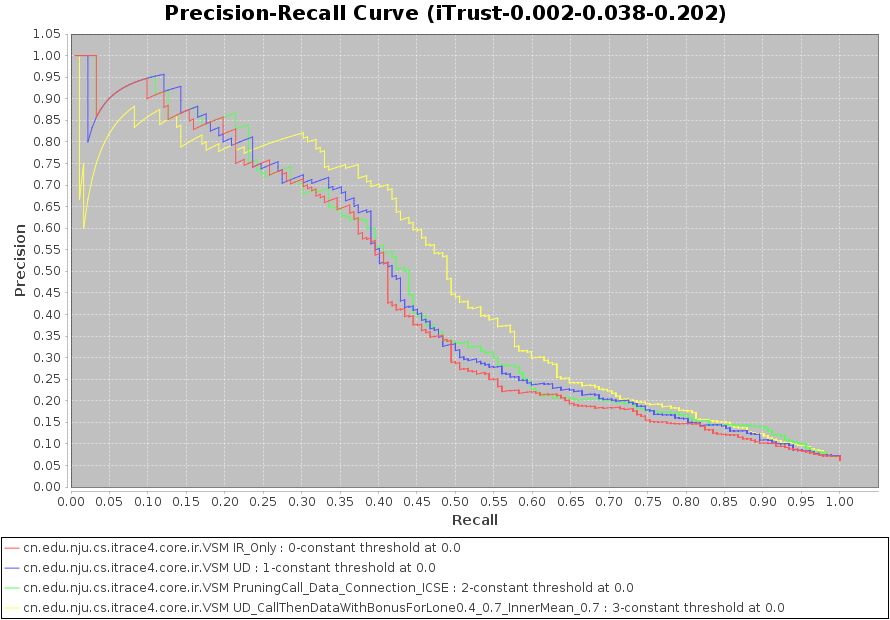 Precision-Recall Curve (iTrust-0.002-0.038-0.202)
Precision
1.05
1.00
0.95
0.90
0.85
0.80
0.75
0.70
0.65
0.60
0.55
0.50
0.45
0.40
0.35
0.30
0.25
0.20
0.15
0.10
0.05
0.00
0.00 0.05 0.10 0.15 0.20 0.25 0.30 0.35 0.40 0.45 0.50 0.55 0.60 0.65 0.70 0.75 0.80 0.85 0.90 0.95 1.00
Recall
cn.edu.nju.cs.itrace4.core.ir.VSM IR_Only : 0-constant threshold at 0.0
cn.edu.nju.cs.itrace4.core.ir.VSM UD : 1-constant threshold at 0.0
cn.edu.nju.cs.itrace4.core.ir.VSM PruningCall_Data_Connection_ICSE : 2-constant threshold at 0.0
cn.edu.nju.cs.itrace4.core.ir.VSM UD_CallThenDataWithBonusForLone0.4_0.7_InnerMean_0.7 : 3-constant threshold at 0.0